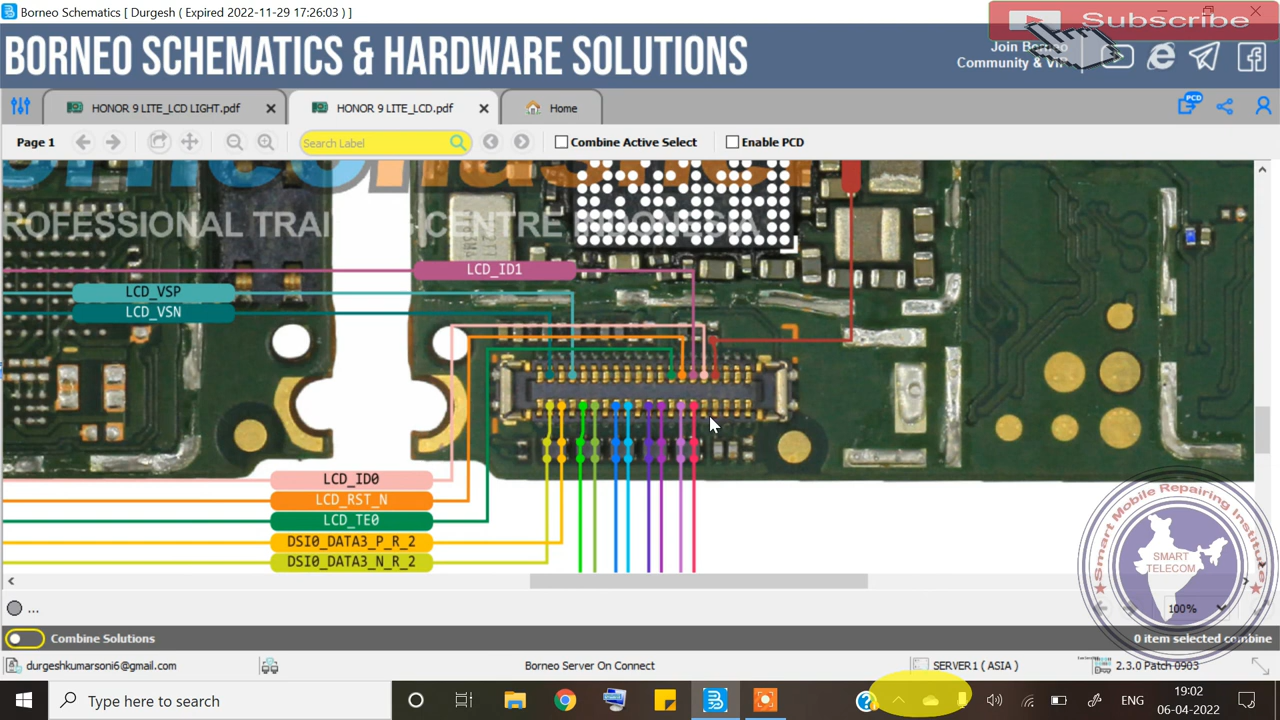 Borneo Schematics [ Durgesh ( Expired 2022-11-29 17:26:03 ) ]
Subscribe
BORNEO SCHEMATICS & HARDWARE SOLUTIONS
Join Borneo
Community & VIP
HONOR 9 LITE_LCD LIGHT.pdf
HONOR 9 LITE_LCD.pdf
Home
PCD
Page 1
Search Label
Combine Active Select
Enable PCD
ROFESSIONAL TRAI CENTRE INDONESIA
LCD_ID1
LCD_VSP
LCD_VSN
LCD_ID0
LCD_RST_N
LCD_TE0
DSI0_DATA3_P_R_2
DSI0_DATA3_N_R_2
Smart Mobile Repairing Institute
SMART
TELECOM
...
100%
Combine Solutions
0 item selected combine
durgeshkumarsoni6@gmail.com
Borneo Server On Connect
SERVER1 ( ASIA )
2.3.0 Patch 0903
Type here to search
ENG
19:02
06-04-2022